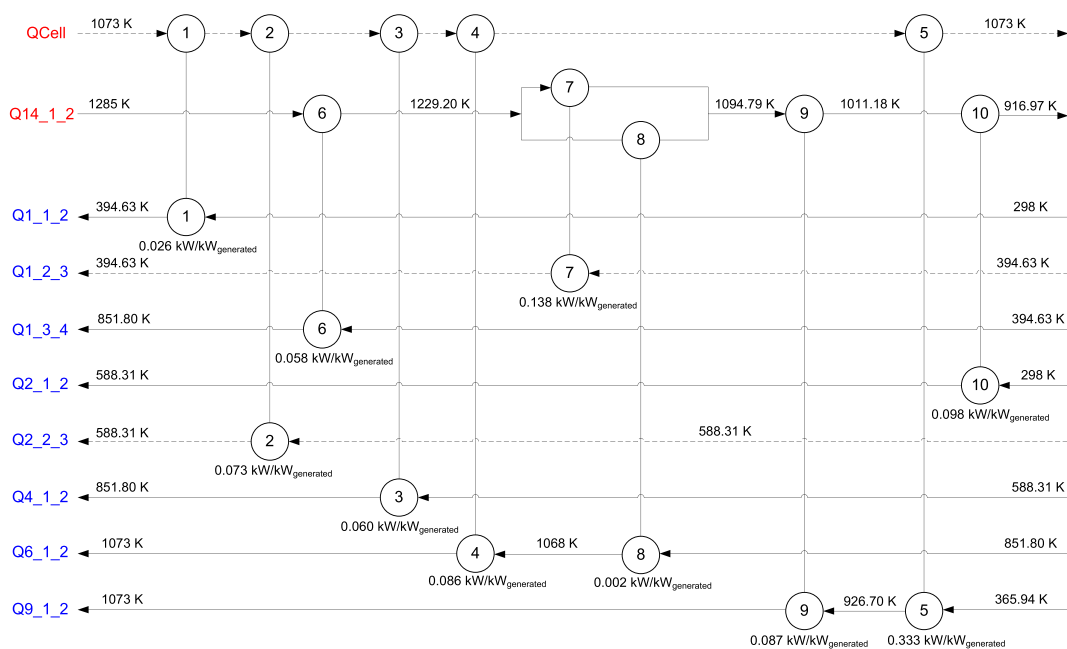 QCell 1073 K 1 2 3 4 5 1073 K
7
Q14_1_2 1285 K 6 1229.20 K 1094.79 K 9 1011.18 K 10 916.97 K
8
Q1_1_2 394.63 K 1 298 K
0.026 kW/kWgenerated
Q1_2_3 394.63 K 7 394.63 K
0.138 kW/kWgenerated
Q1_3_4 851.80 K 6 394.63 K
0.058 kW/kWgenerated
Q2_1_2 588.31 K 10 298 K
0.098 kW/kWgenerated
Q2_2_3 588.31 K 2 588.31 K
0.073 kW/kWgenerated
Q4_1_2 851.80 K 3 588.31 K
0.060 kW/kWgenerated
Q6_1_2 1073 K 4 1068 K 8 851.80 K
0.086 kW/kWgenerated 0.002 kW/kWgenerated
Q9_1_2 1073 K 9 926.70 K 5 365.94 K
0.087 kW/kWgenerated 0.333 kW/kWgenerated